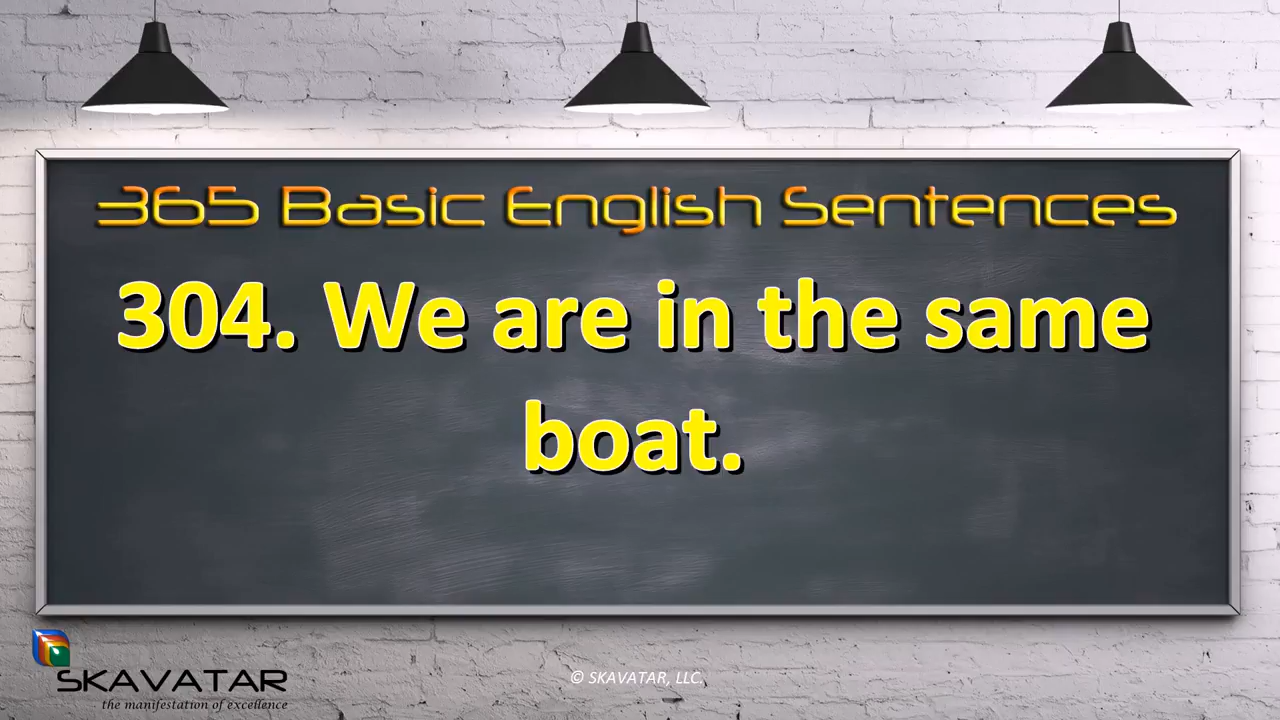 365 Basic English Sentences
304. We are in the same
boat.
SKAVATAR
the manifestation of excellence
© SKAVATAR, LLC.